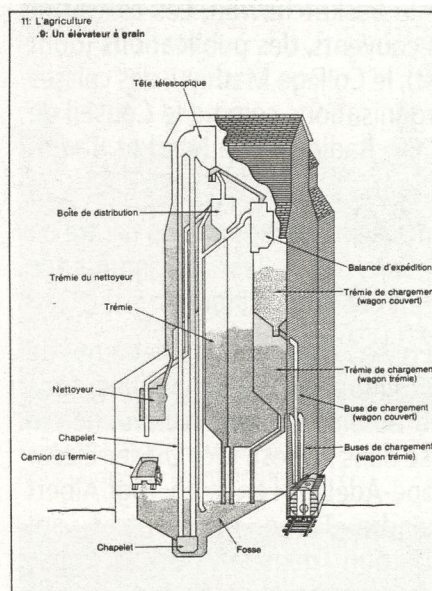 11: L'agriculture
.9: Un élévateur à grain
Tête télescopique
Boîte de distribution
Balance d'expédition
Trémie du nettoyeur
Trémie de chargement
(wagon couvert)
Trémie
Trémie de chargement
(wagon trémie)
Nettoyeur
Buse de chargement
(wagon couvert)
Chapelet
Camion du fermier
Buses de chargement
(wagon trémie)
Chapelet
Fosse